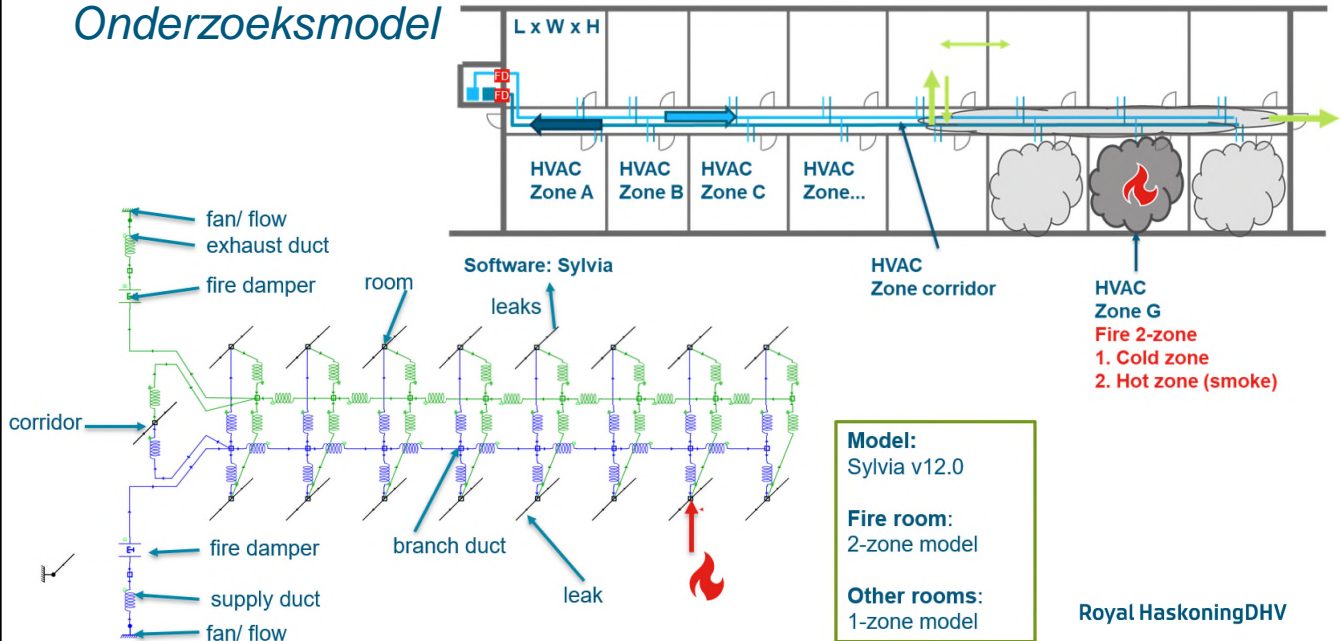 Onderzoeksmodel
L x W x H
FD
FD
HVAC
Zone A
HVAC
Zone B
HVAC
Zone C
HVAC
Zone...
HVAC
Zone corridor
HVAC
Zone G
Fire 2-zone
1. Cold zone
2. Hot zone (smoke)
fan/ flow
exhaust duct
fire damper
room
Software: Sylvia
leaks
corridor
fire damper
supply duct
fan/ flow
branch duct
leak
Model:
Sylvia v12.0
Fire room:
2-zone model
Other rooms:
1-zone model
Royal HaskoningDHV